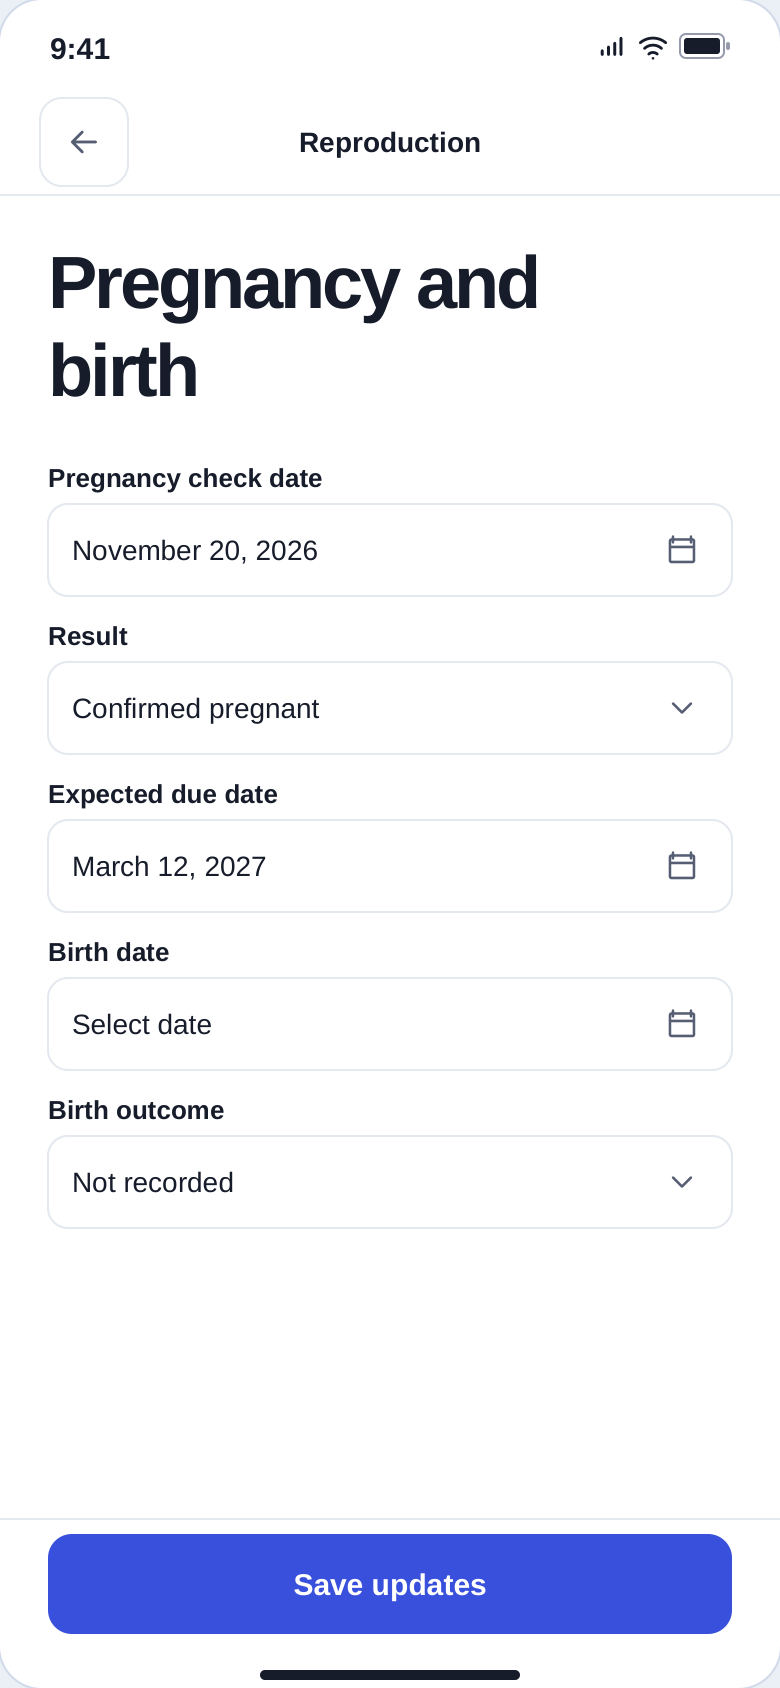 9:41
Reproduction
Pregnancy and
birth
Pregnancy check date
November 20, 2026
Result
Confirmed pregnant
Expected due date
March 12, 2027
Birth date
Select date
Birth outcome
Not recorded
Save updates